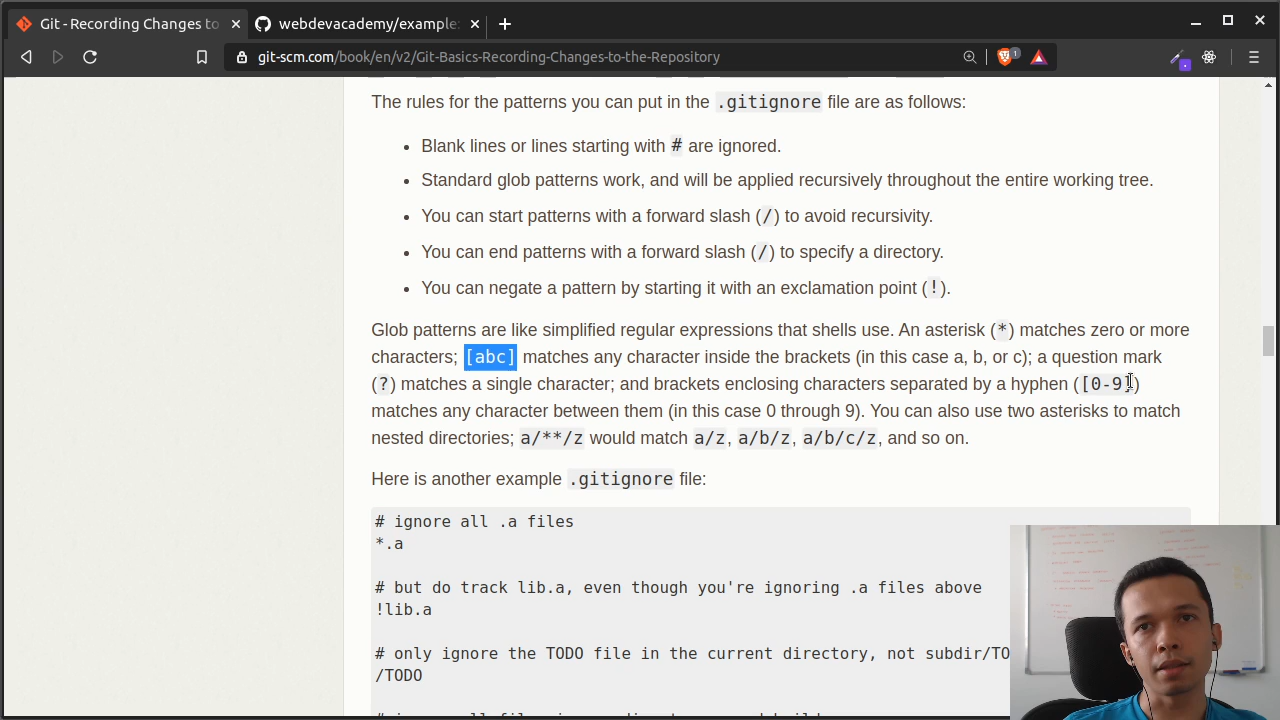 Git - Recording Changes to
webdevacademy/example
git-scm.com/book/en/v2/Git-Basics-Recording-Changes-to-the-Repository
1
The rules for the patterns you can put in the .gitignore file are as follows:
• Blank lines or lines starting with # are ignored.
• Standard glob patterns work, and will be applied recursively throughout the entire working tree.
• You can start patterns with a forward slash (/) to avoid recursivity.
• You can end patterns with a forward slash (/) to specify a directory.
• You can negate a pattern by starting it with an exclamation point (!).
Glob patterns are like simplified regular expressions that shells use. An asterisk (*) matches zero or more
characters; [abc] matches any character inside the brackets (in this case a, b, or c); a question mark
(?) matches a single character; and brackets enclosing characters separated by a hyphen ([0-9])
matches any character between them (in this case 0 through 9). You can also use two asterisks to match
nested directories; a/**/z would match a/z, a/b/z, a/b/c/z, and so on.
Here is another example .gitignore file:
# ignore all .a files
*.a
# but do track lib.a, even though you're ignoring .a files above
!lib.a
# only ignore the TODO file in the current directory, not subdir/TO
/TODO